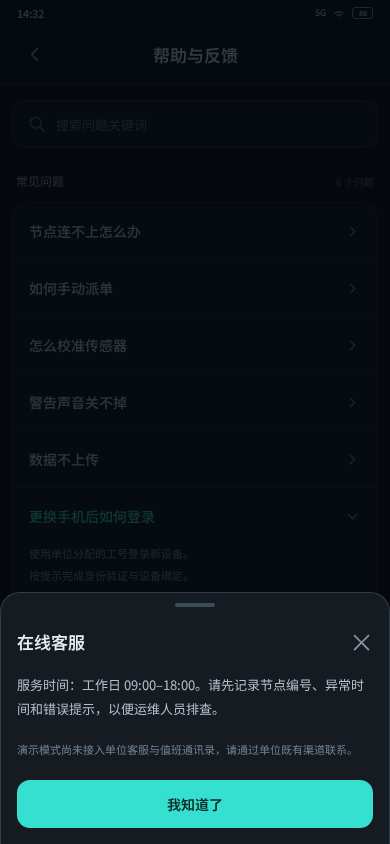 14:32
5G
86
帮助与反馈
搜索问题关键词
常见问题
6 个问题
节点连不上怎么办
如何手动派单
怎么校准传感器
警告声音关不掉
数据不上传
更换手机后如何登录
使用单位分配的工号登录新设备。
按提示完成身份验证与设备绑定。
在线客服
服务时间：工作日 09:00–18:00。请先记录节点编号、异常时
间和错误提示，以便运维人员排查。
演示模式尚未接入单位客服与值班通讯录，请通过单位既有渠道联系。
我知道了